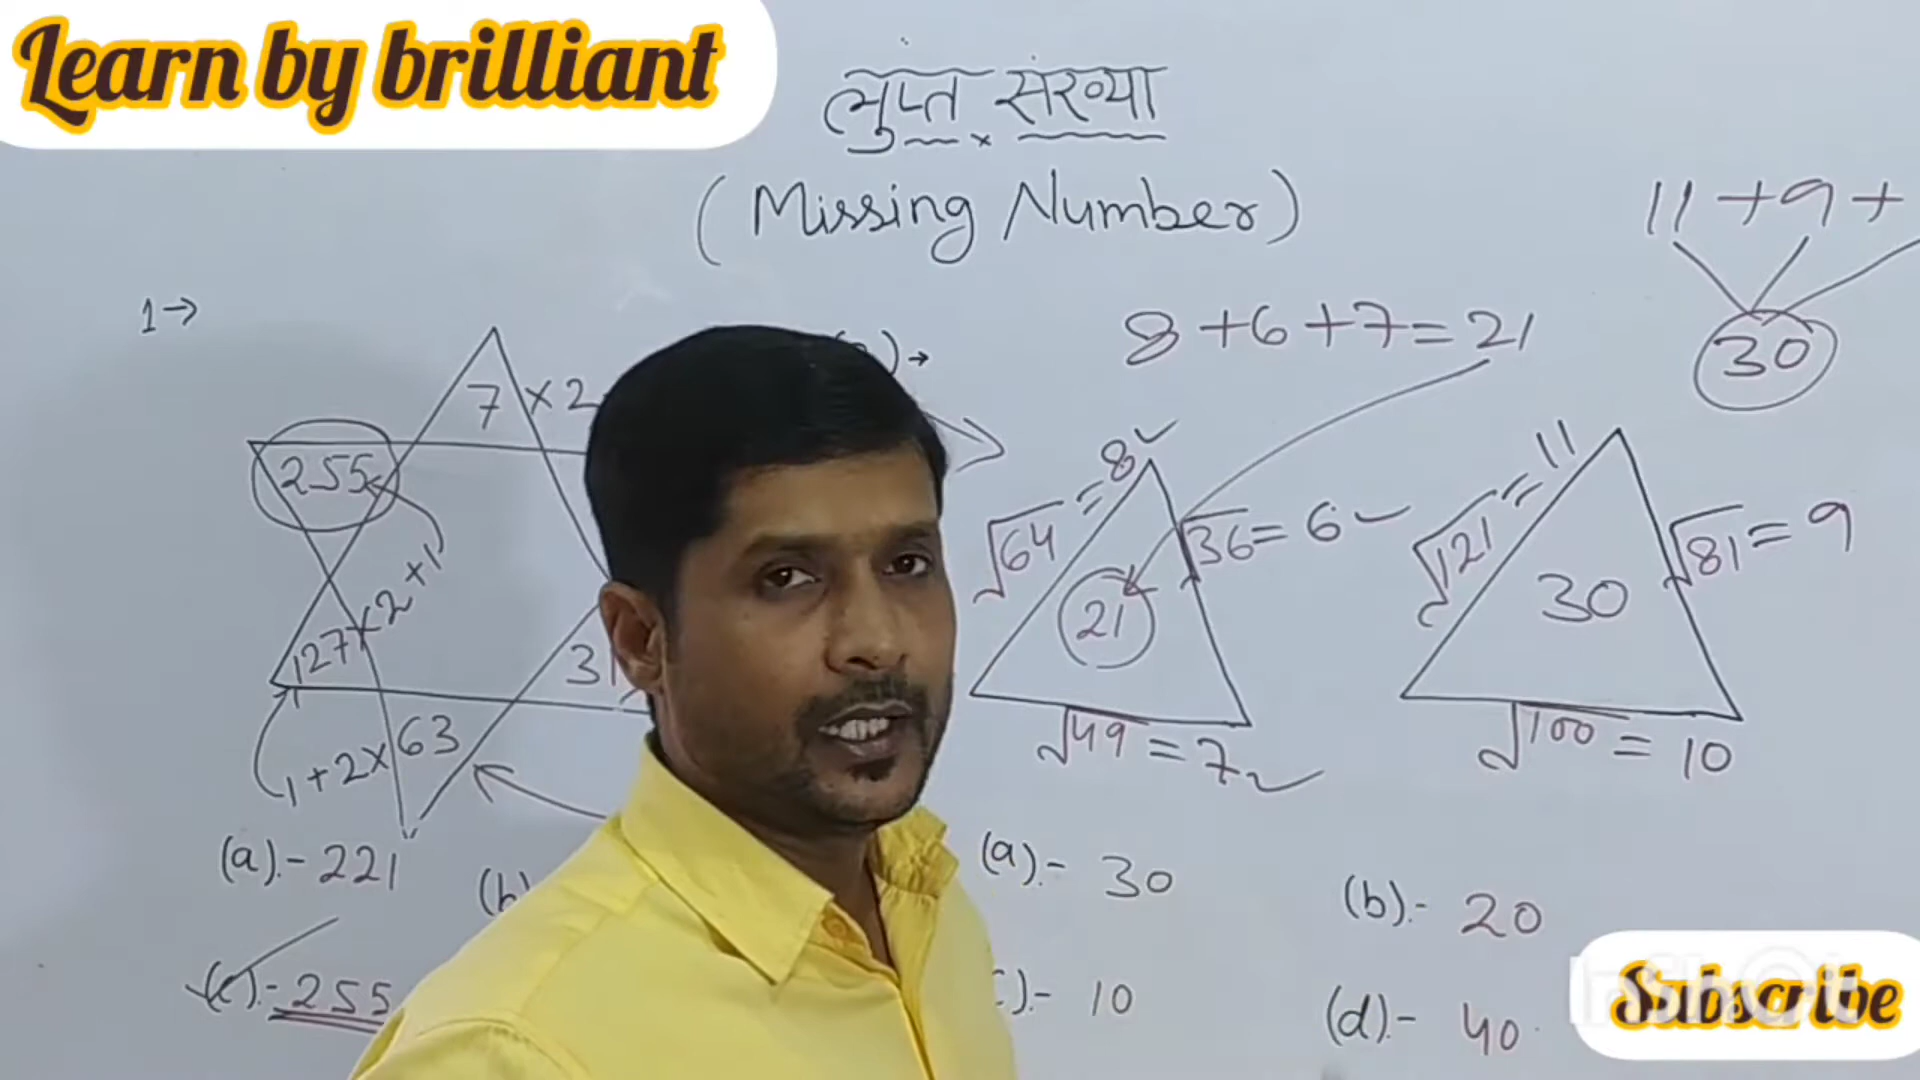 Learn by brilliant
लुप्त संख्या
(Missing Number)
11 + 9 +
30
1→
8 + 6 + 7 = 21
7 × 2
255
127 × 2 + 1
31
1 + 2 × 63
√64 = 8
√36 = 6
21
√49 = 7
√121 = 11
√81 = 9
30
√100 = 10
(a).- 221
(b
(c).- 255
(a).- 30
(b).- 20
).- 10
(d).- 40
Subscribe